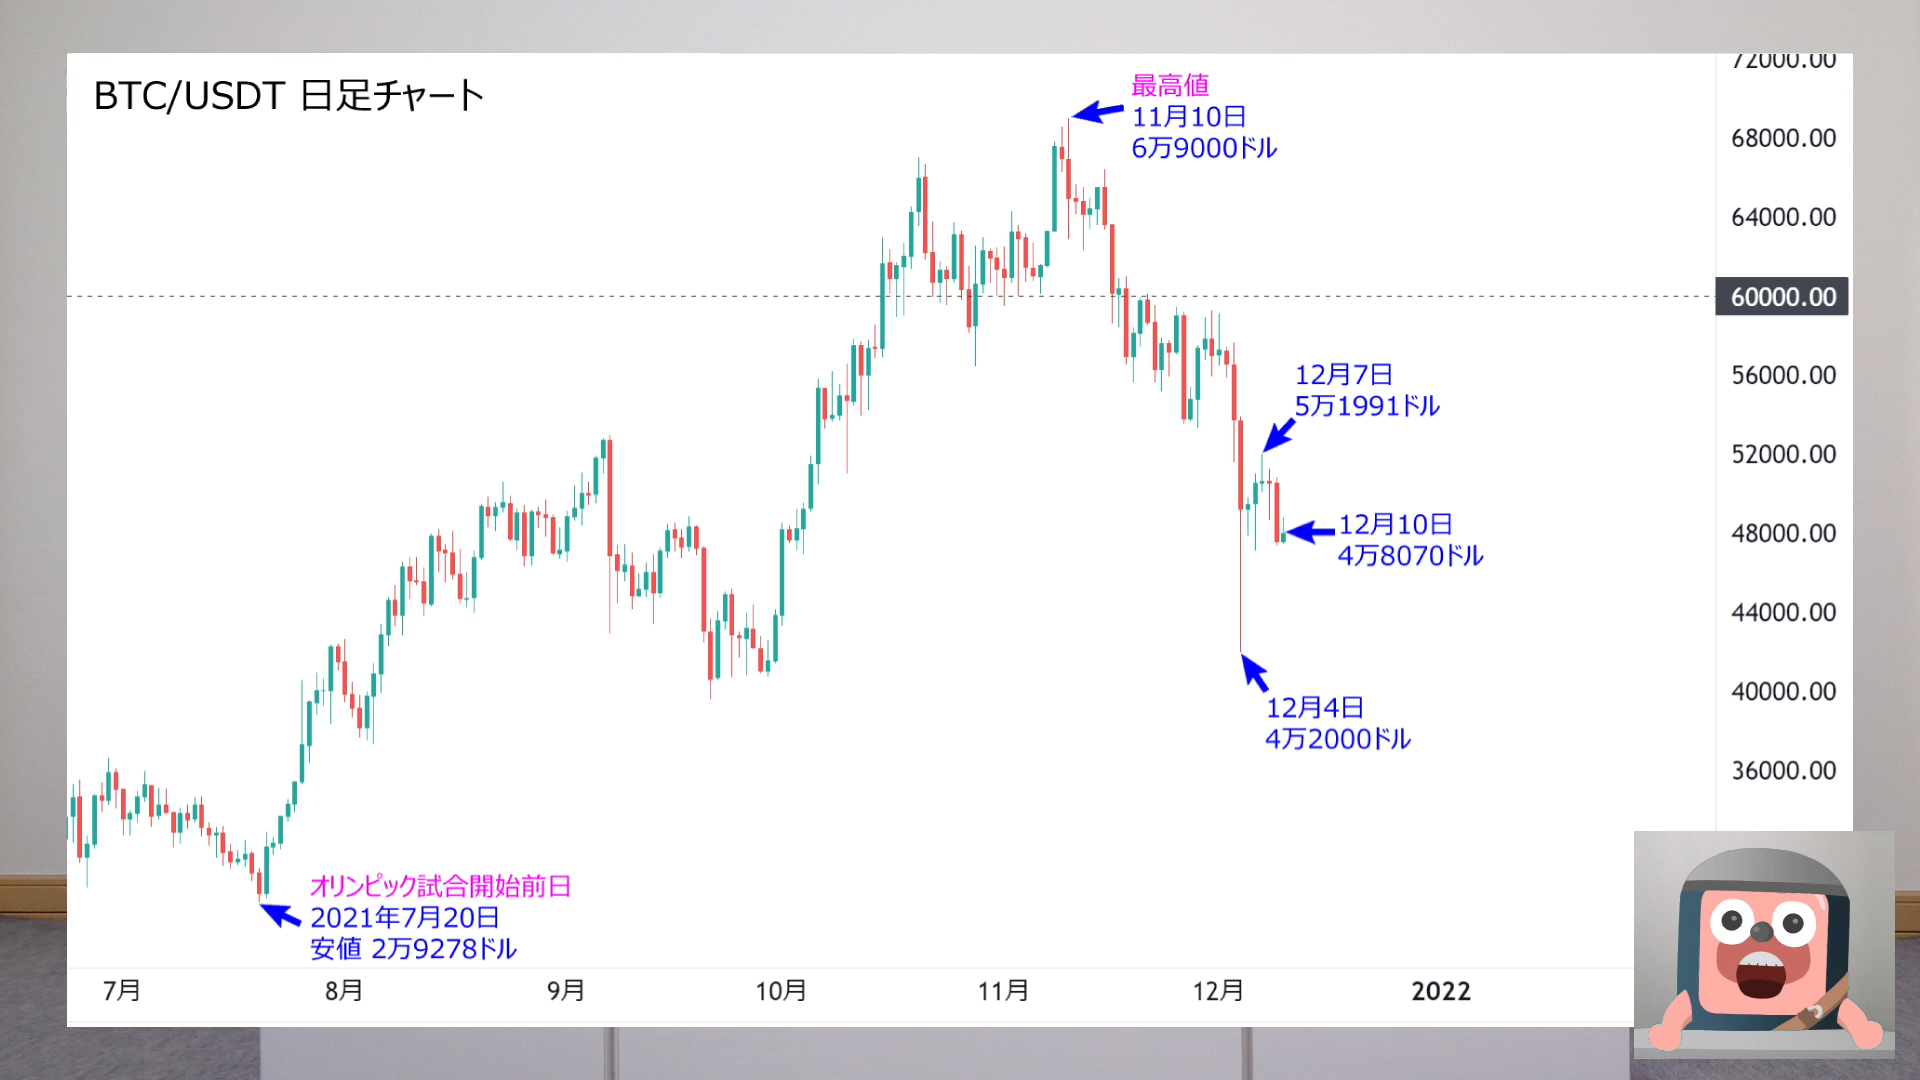 BTC/USDT 日足チャート
最高値
11月10日
6万9000ドル
12月7日
5万1991ドル
12月10日
4万8070ドル
12月4日
4万2000ドル
オリンピック試合開始前日
2021年7月20日
安値 2万9278ドル
72000.00
68000.00
64000.00
60000.00
56000.00
52000.00
48000.00
44000.00
40000.00
36000.00
7月
8月
9月
10月
11月
12月
2022